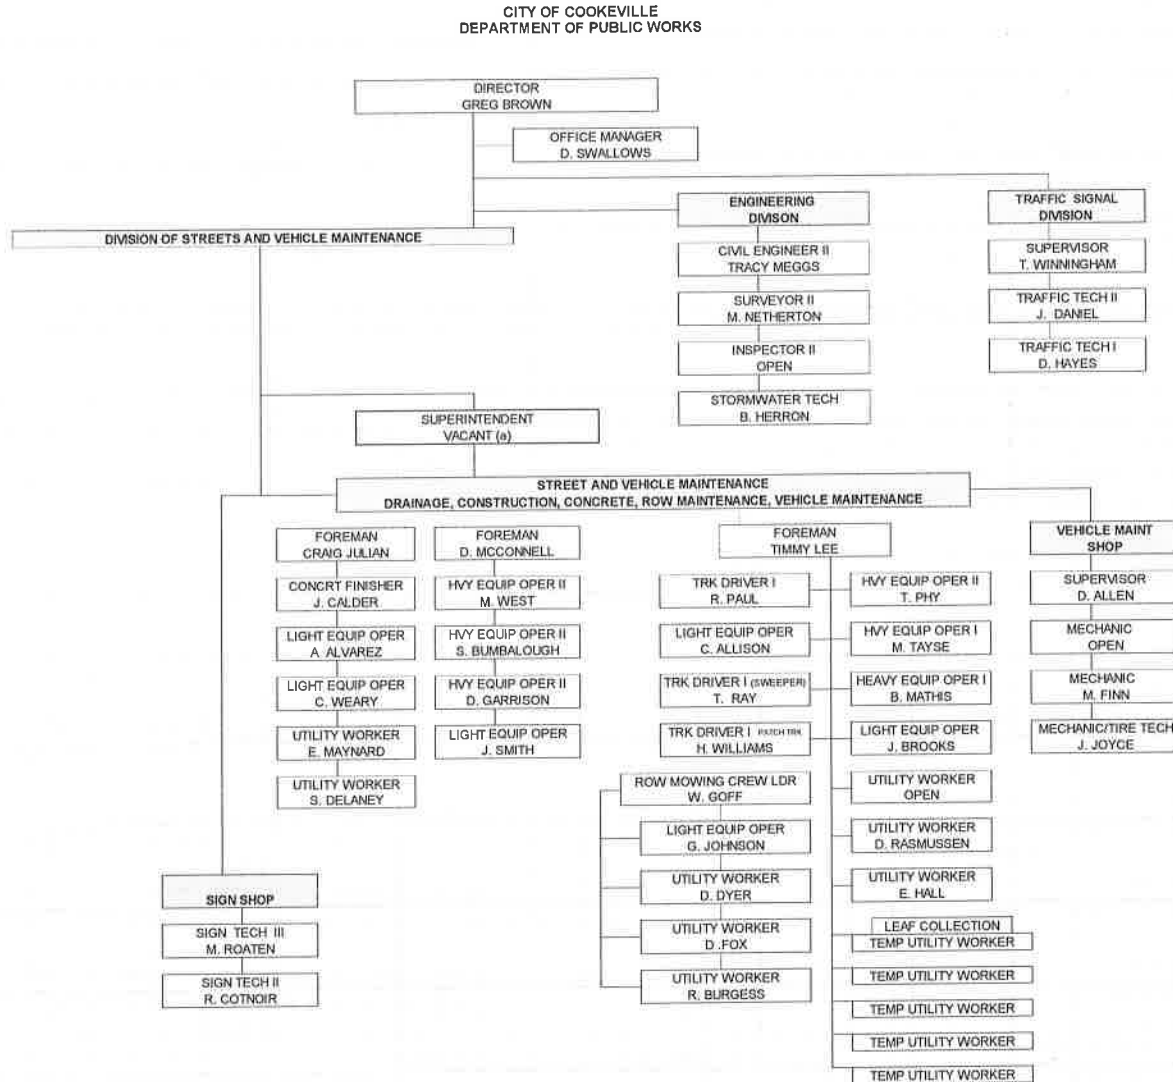 CITY OF COOKEVILLE
DEPARTMENT OF PUBLIC WORKS
DIRECTOR
GREG BROWN
OFFICE MANAGER
D. SWALLOWS
DIVISION OF STREETS AND VEHICLE MAINTENANCE
ENGINEERING
DIVISON
CIVIL ENGINEER II
TRACY MEGGS
SURVEYOR II
M. NETHERTON
INSPECTOR II
OPEN
STORMWATER TECH
B. HERRON
TRAFFIC SIGNAL
DIVISION
SUPERVISOR
T. WINNINGHAM
TRAFFIC TECH II
J. DANIEL
TRAFFIC TECH I
D. HAYES
SUPERINTENDENT
VACANT (a)
STREET AND VEHICLE MAINTENANCE
DRAINAGE, CONSTRUCTION, CONCRETE, ROW MAINTENANCE, VEHICLE MAINTENANCE
FOREMAN
CRAIG JULIAN
CONCRT FINISHER
J. CALDER
LIGHT EQUIP OPER
A. ALVAREZ
LIGHT EQUIP OPER
C. WEARY
UTILITY WORKER
E. MAYNARD
UTILITY WORKER
S. DELANEY
FOREMAN
D. MCCONNELL
HVY EQUIP OPER II
M. WEST
HVY EQUIP OPER II
S. BUMBALOUGH
HVY EQUIP OPER II
D. GARRISON
LIGHT EQUIP OPER
J. SMITH
FOREMAN
TIMMY LEE
TRK DRIVER I
R. PAUL
LIGHT EQUIP OPER
C. ALLISON
TRK DRIVER I (SWEEPER)
T. RAY
TRK DRIVER I PATCH TRK
H. WILLIAMS
ROW MOWING CREW LDR
W. GOFF
LIGHT EQUIP OPER
G. JOHNSON
UTILITY WORKER
D. DYER
UTILITY WORKER
D .FOX
UTILITY WORKER
R. BURGESS
HVY EQUIP OPER II
T. PHY
HVY EQUIP OPER I
M. TAYSE
HEAVY EQUIP OPER I
B. MATHIS
LIGHT EQUIP OPER
J. BROOKS
UTILITY WORKER
OPEN
UTILITY WORKER
D. RASMUSSEN
UTILITY WORKER
E. HALL
LEAF COLLECTION
TEMP UTILITY WORKER
TEMP UTILITY WORKER
TEMP UTILITY WORKER
TEMP UTILITY WORKER
TEMP UTILITY WORKER
VEHICLE MAINT
SHOP
SUPERVISOR
D. ALLEN
MECHANIC
OPEN
MECHANIC
M. FINN
MECHANIC/TIRE TECH
J. JOYCE
SIGN SHOP
SIGN TECH III
M. ROATEN
SIGN TECH II
R. COTNOIR